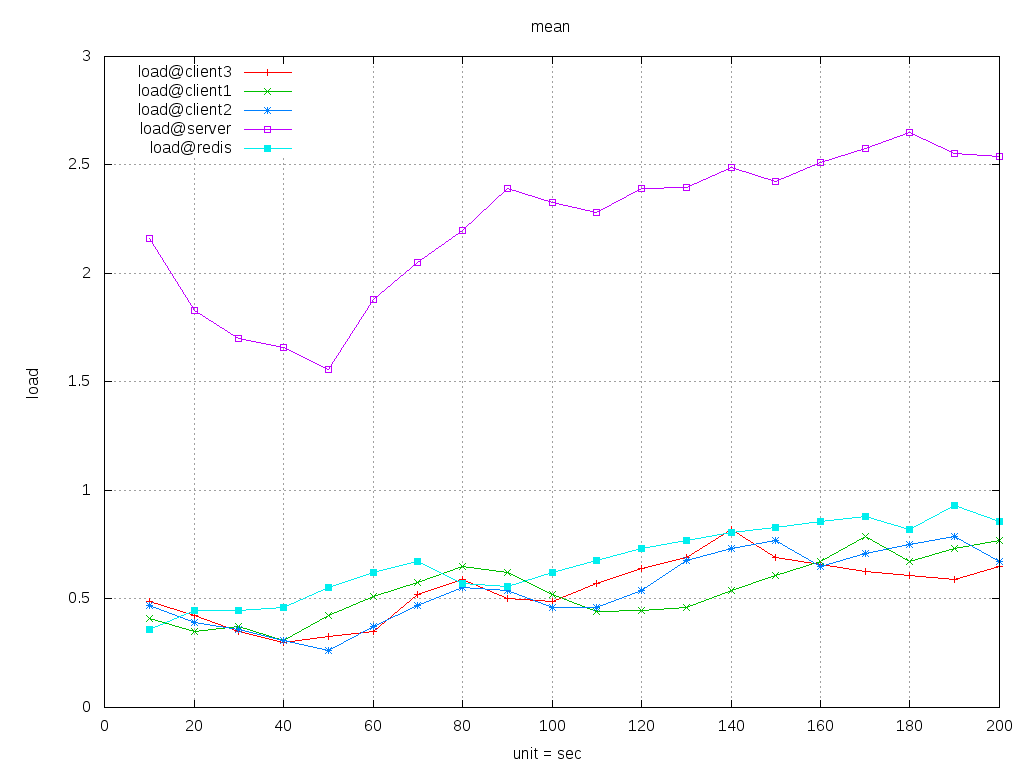 mean
3
2.5
2
1.5
1
0.5
0
load
load@client3
load@client1
load@client2
load@server
load@redis
0 20 40 60 80 100 120 140 160 180 200
unit = sec